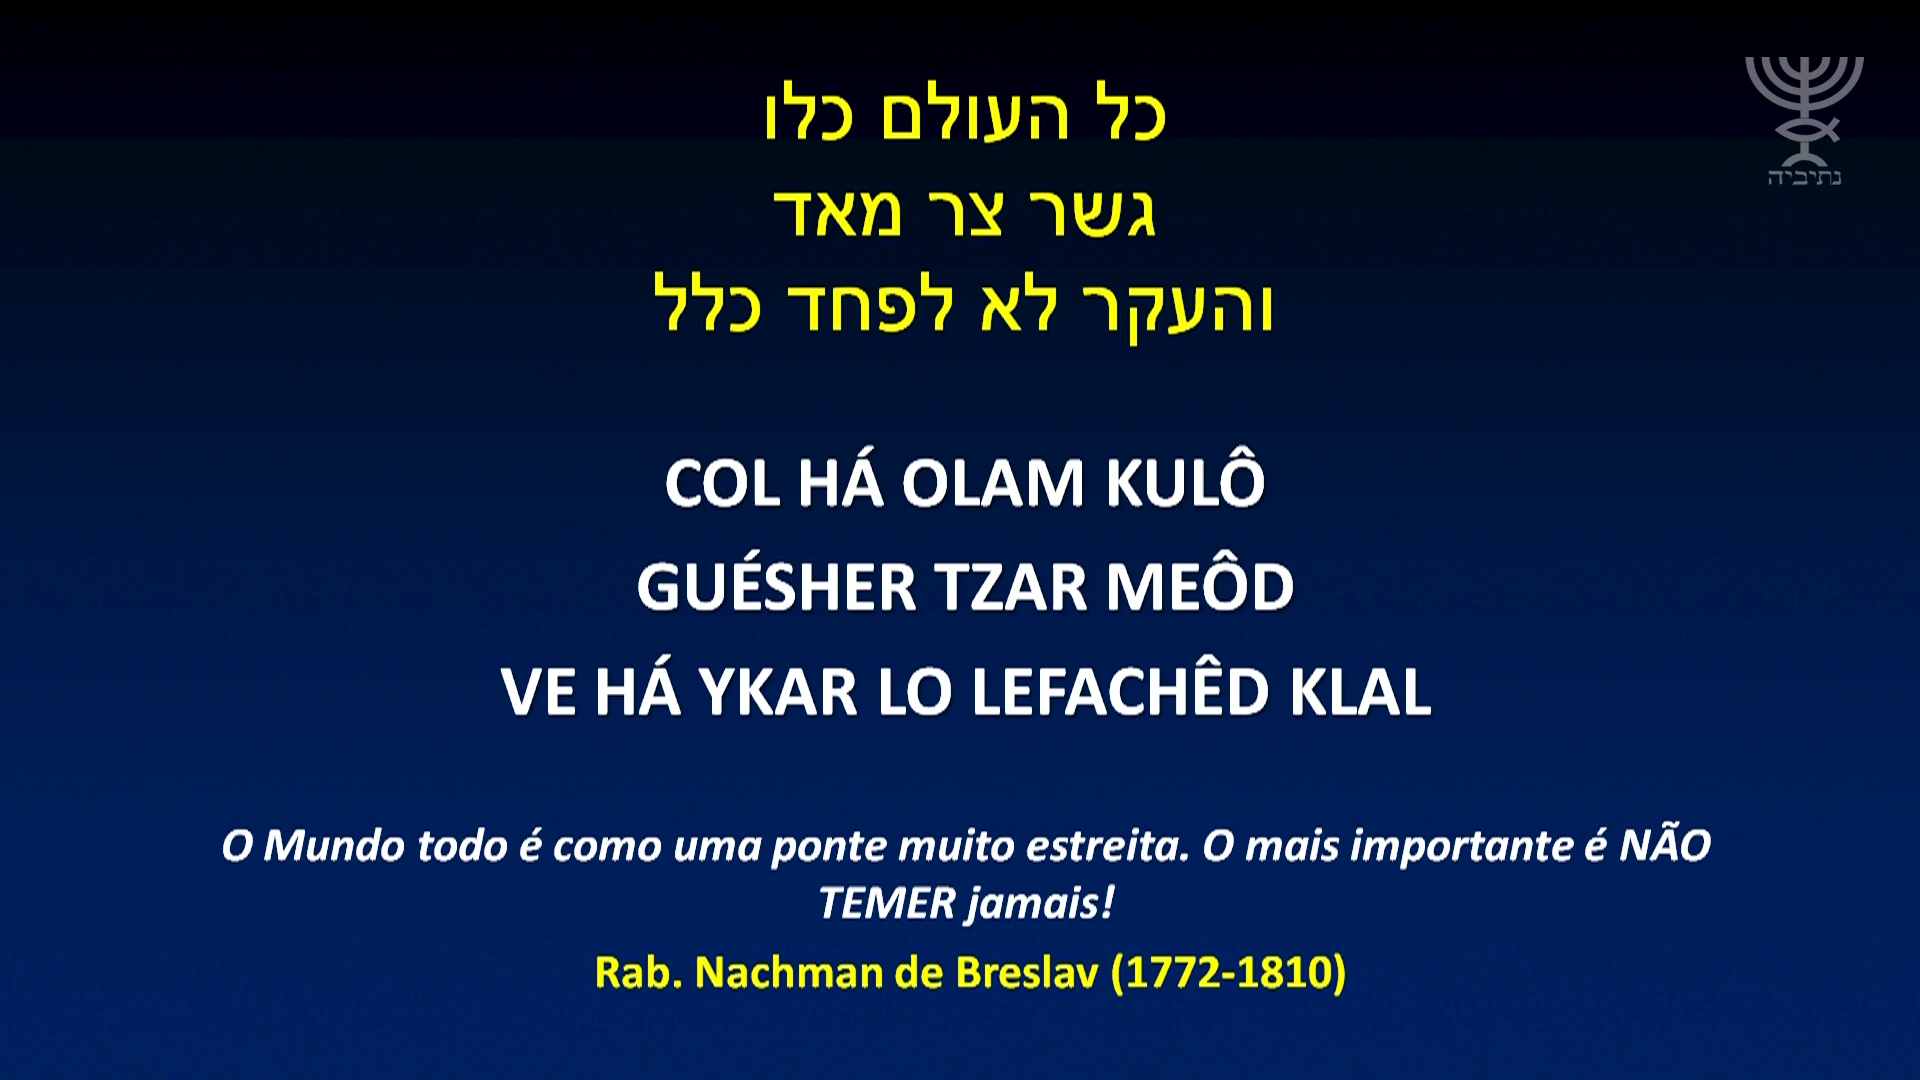 כל העולם כלו
נתיביה
גשר צר מאד
והעקר לא לפחד כלל
COL HÁ OLAM KULÔ
GUÉSHER TZAR MEÔD
VE HÁ YKAR LO LEFACHÊD KLAL
O Mundo todo é como uma ponte muito estreita. O mais importante é NÃO
TEMER jamais!
Rab. Nachman de Breslav (1772-1810)